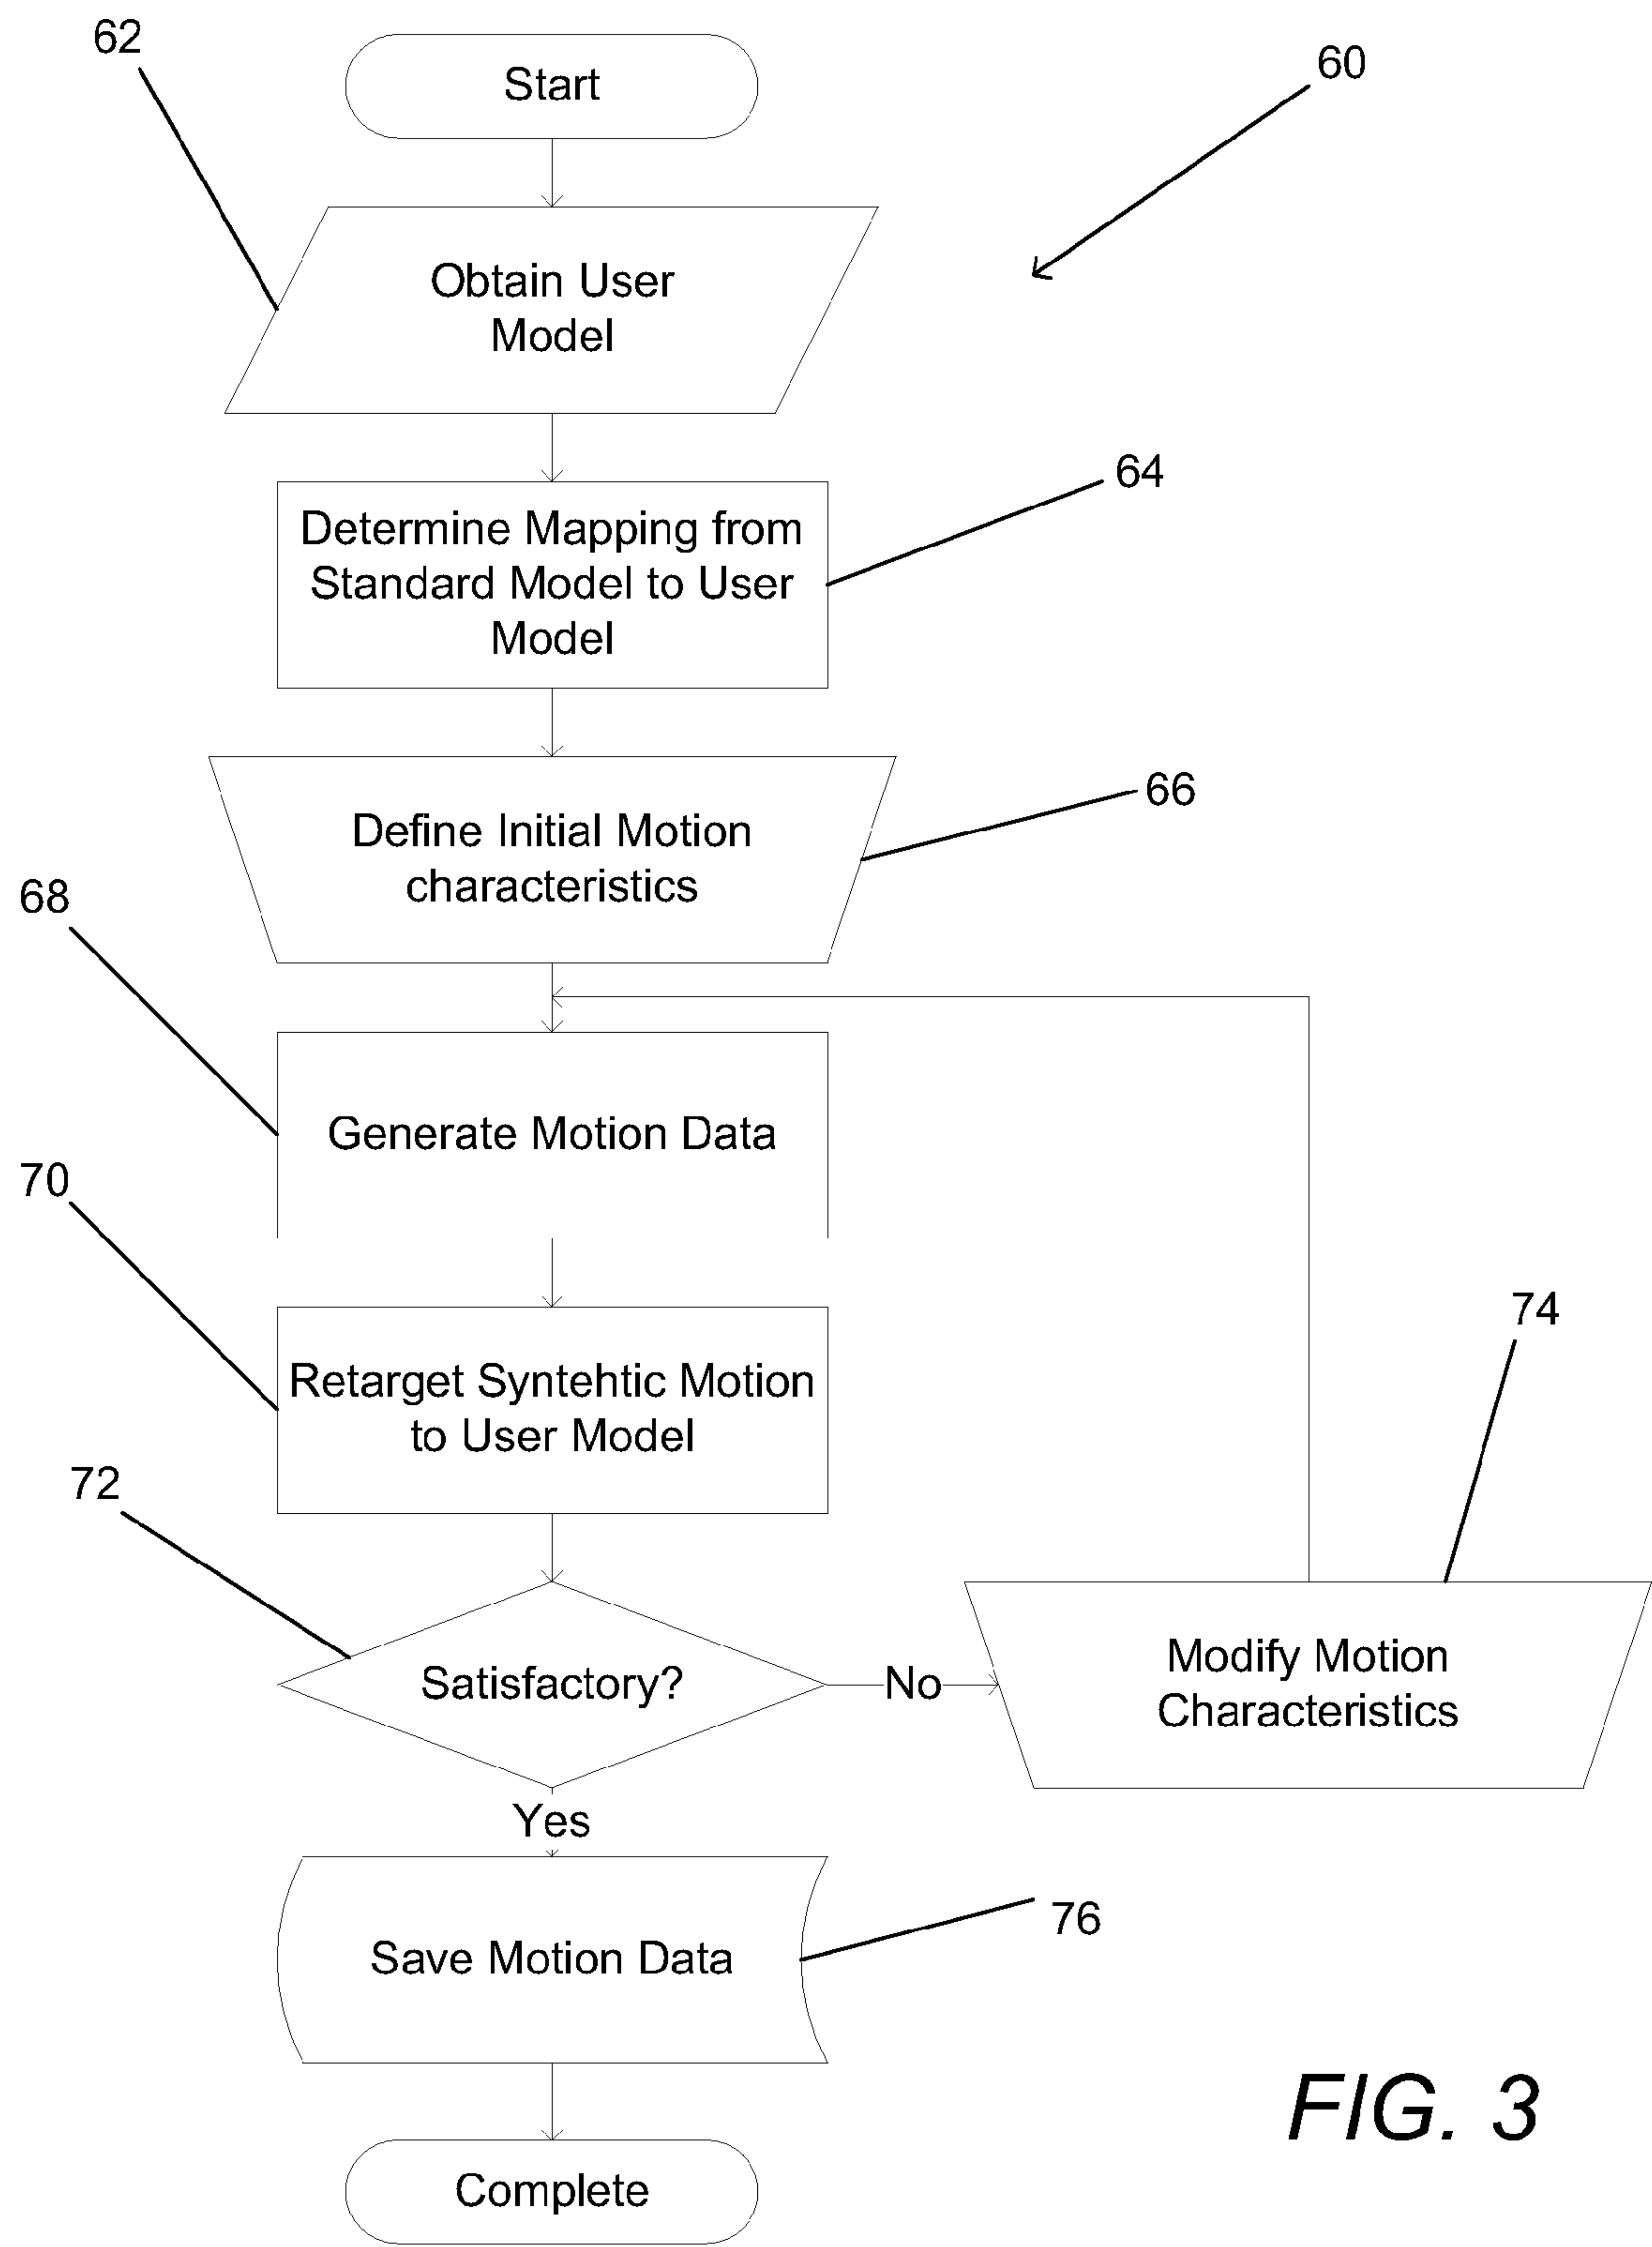 62
Start
60
Obtain User
Model
64
Determine Mapping from
Standard Model to User
Model
66
Define Initial Motion
characteristics
68
Generate Motion Data
70
74
Retarget Syntehtic Motion
to User Model
72
Satisfactory?
No
Modify Motion
Characteristics
Yes
76
Save Motion Data
FIG. 3
Complete